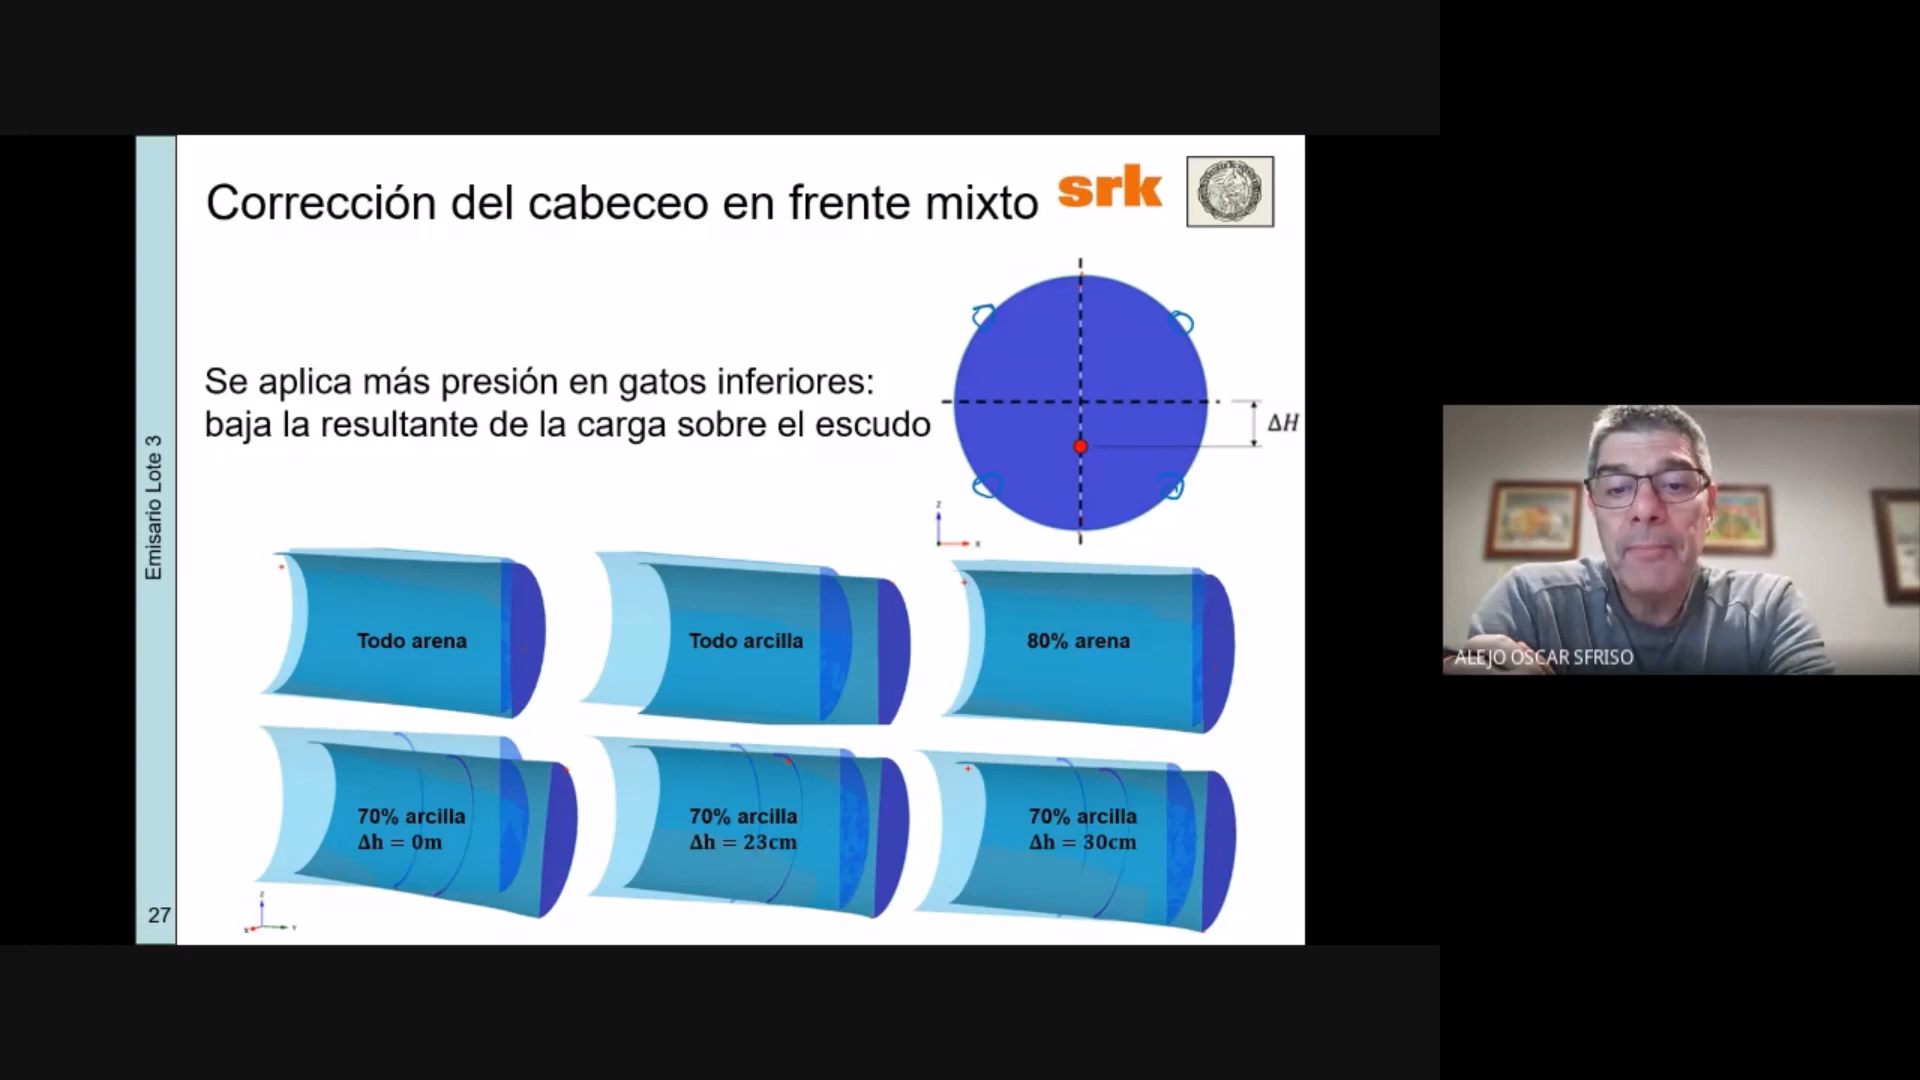 Corrección del cabeceo en frente mixto
srk
Se aplica más presión en gatos inferiores:
baja la resultante de la carga sobre el escudo
ΔH
z
x
Emisario Lote 3
Todo arena
Todo arcilla
80% arena
70% arcilla
Δh = 0m
70% arcilla
Δh = 23cm
70% arcilla
Δh = 30cm
z
x
Y
27
ALEJO OSCAR SFRISO